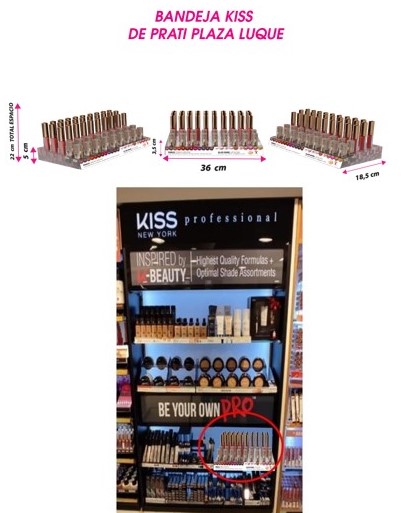 BANDEJA KISS
DE PRATI PLAZA LUQUE
22 cm TOTAL ESPACIO
5 cm
3,5 cm
36 cm
18,5 cm
KISS professional
NEW YORK
INSPIRED by
Highest Quality Formulas +
-BEAUTY
Optimal Shade Assortments
BE YOUR OWN PRO